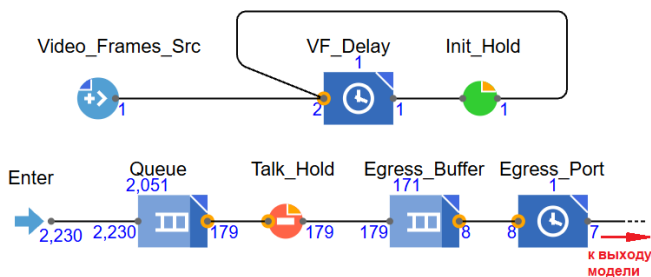 Video_Frames_Src VF_Delay Init_Hold
1
1 2 1 1
Enter Queue Talk_Hold Egress_Buffer Egress_Port
2,051 171 1
2,230 2,230 179 179 179 8 8 7
к выходу
модели